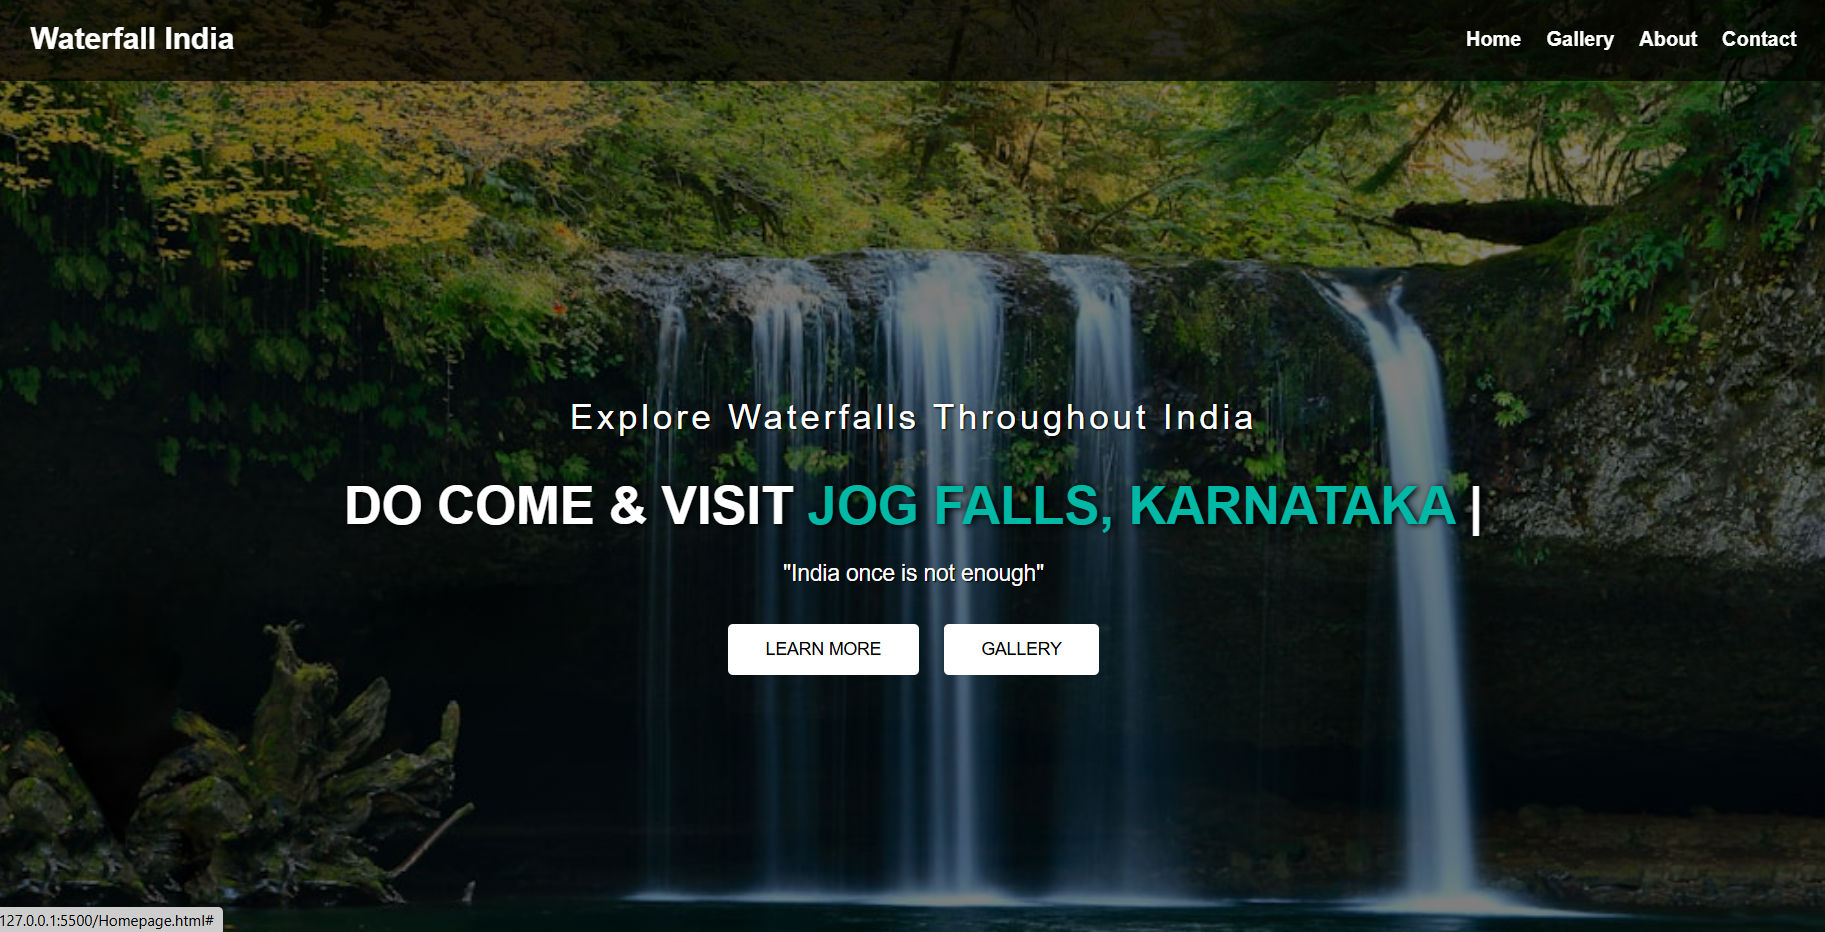 Waterfall India
Home Gallery About Contact
Explore Waterfalls Throughout India
DO COME & VISIT JOG FALLS, KARNATAKA |
"India once is not enough"
LEARN MORE GALLERY
127.0.0.1:5500/Homepage.html#